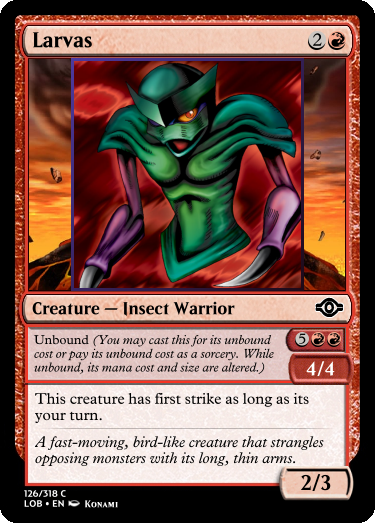 Larvas 2
Creature — Insect Warrior
Unbound (You may cast this for its unbound 5
cost or pay its unbound cost as a sorcery. While
unbound, its mana cost and size are altered.) 4/4
This creature has first strike as long as its
your turn.
A fast-moving, bird-like creature that strangles
opposing monsters with its long, thin arms.
2/3
126/318 C
LOB • EN Konami